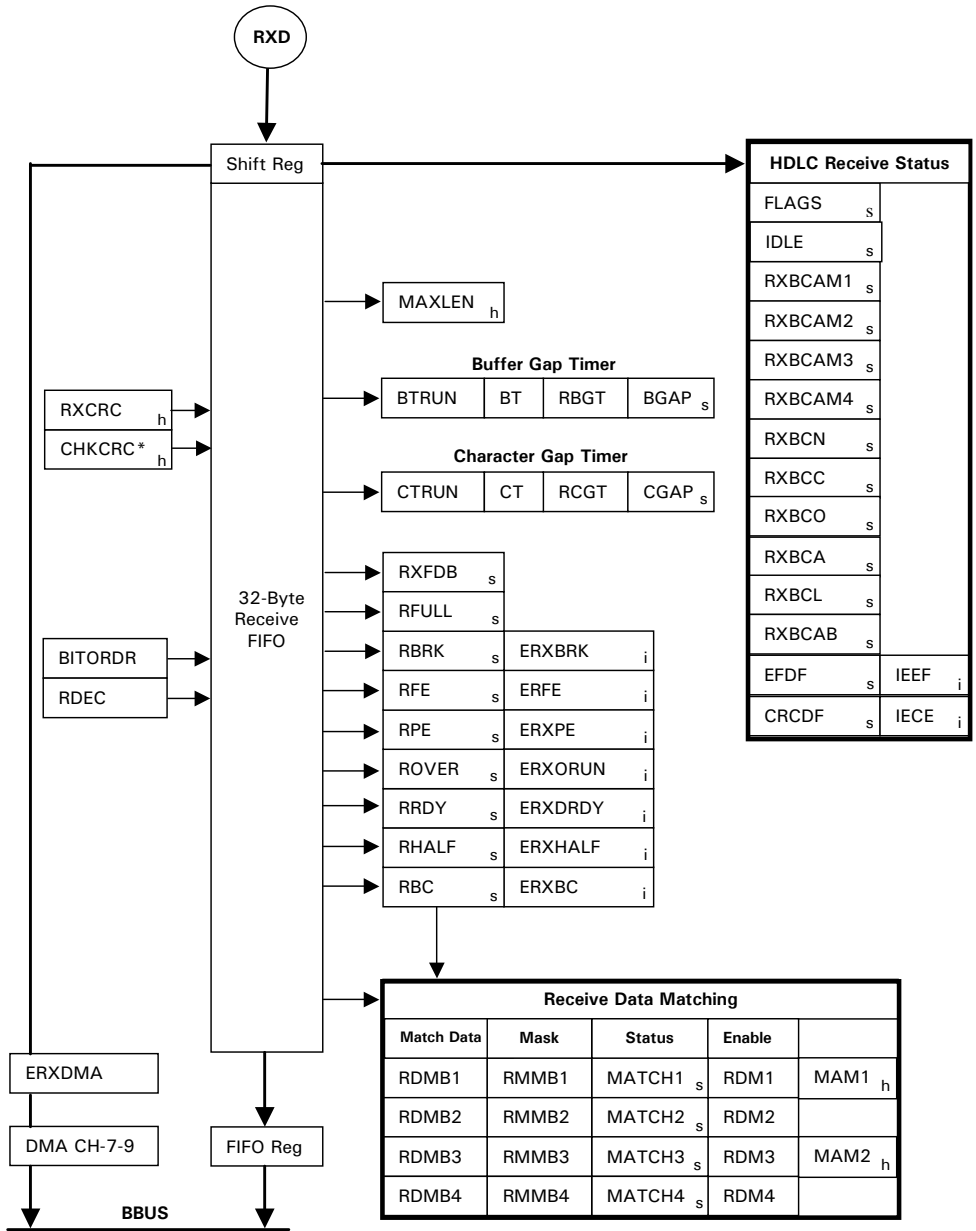 RXD
Shift Reg
HDLC Receive Status
FLAGS s
IDLE s
RXBCAM1 s
RXBCAM2 s
RXBCAM3 s
RXBCAM4 s
RXBCN s
RXBCC s
RXBCO s
RXBCA s
RXBCL s
RXBCAB s
EFDF s IEEF i
CRCDF s IECE i
MAXLEN h
Buffer Gap Timer
BTRUN BT RBGT BGAP s
Character Gap Timer
CTRUN CT RCGT CGAP s
RXCRC h
CHKCRC* h
32-Byte
Receive
FIFO
BITORDR
RDEC
RXFDB s
RFULL s
RBRK s ERXBRK i
RFE s ERFE i
RPE s ERXPE i
ROVER s ERXORUN i
RRDY s ERXDRDY i
RHALF s ERXHALF i
RBC s ERXBC i
Receive Data Matching
Match Data Mask Status Enable
RDMB1 RMMB1 MATCH1 s RDM1 MAM1 h
RDMB2 RMMB2 MATCH2 s RDM2
RDMB3 RMMB3 MATCH3 s RDM3 MAM2 h
RDMB4 RMMB4 MATCH4 s RDM4
ERXDMA
DMA CH-7-9
FIFO Reg
BBUS